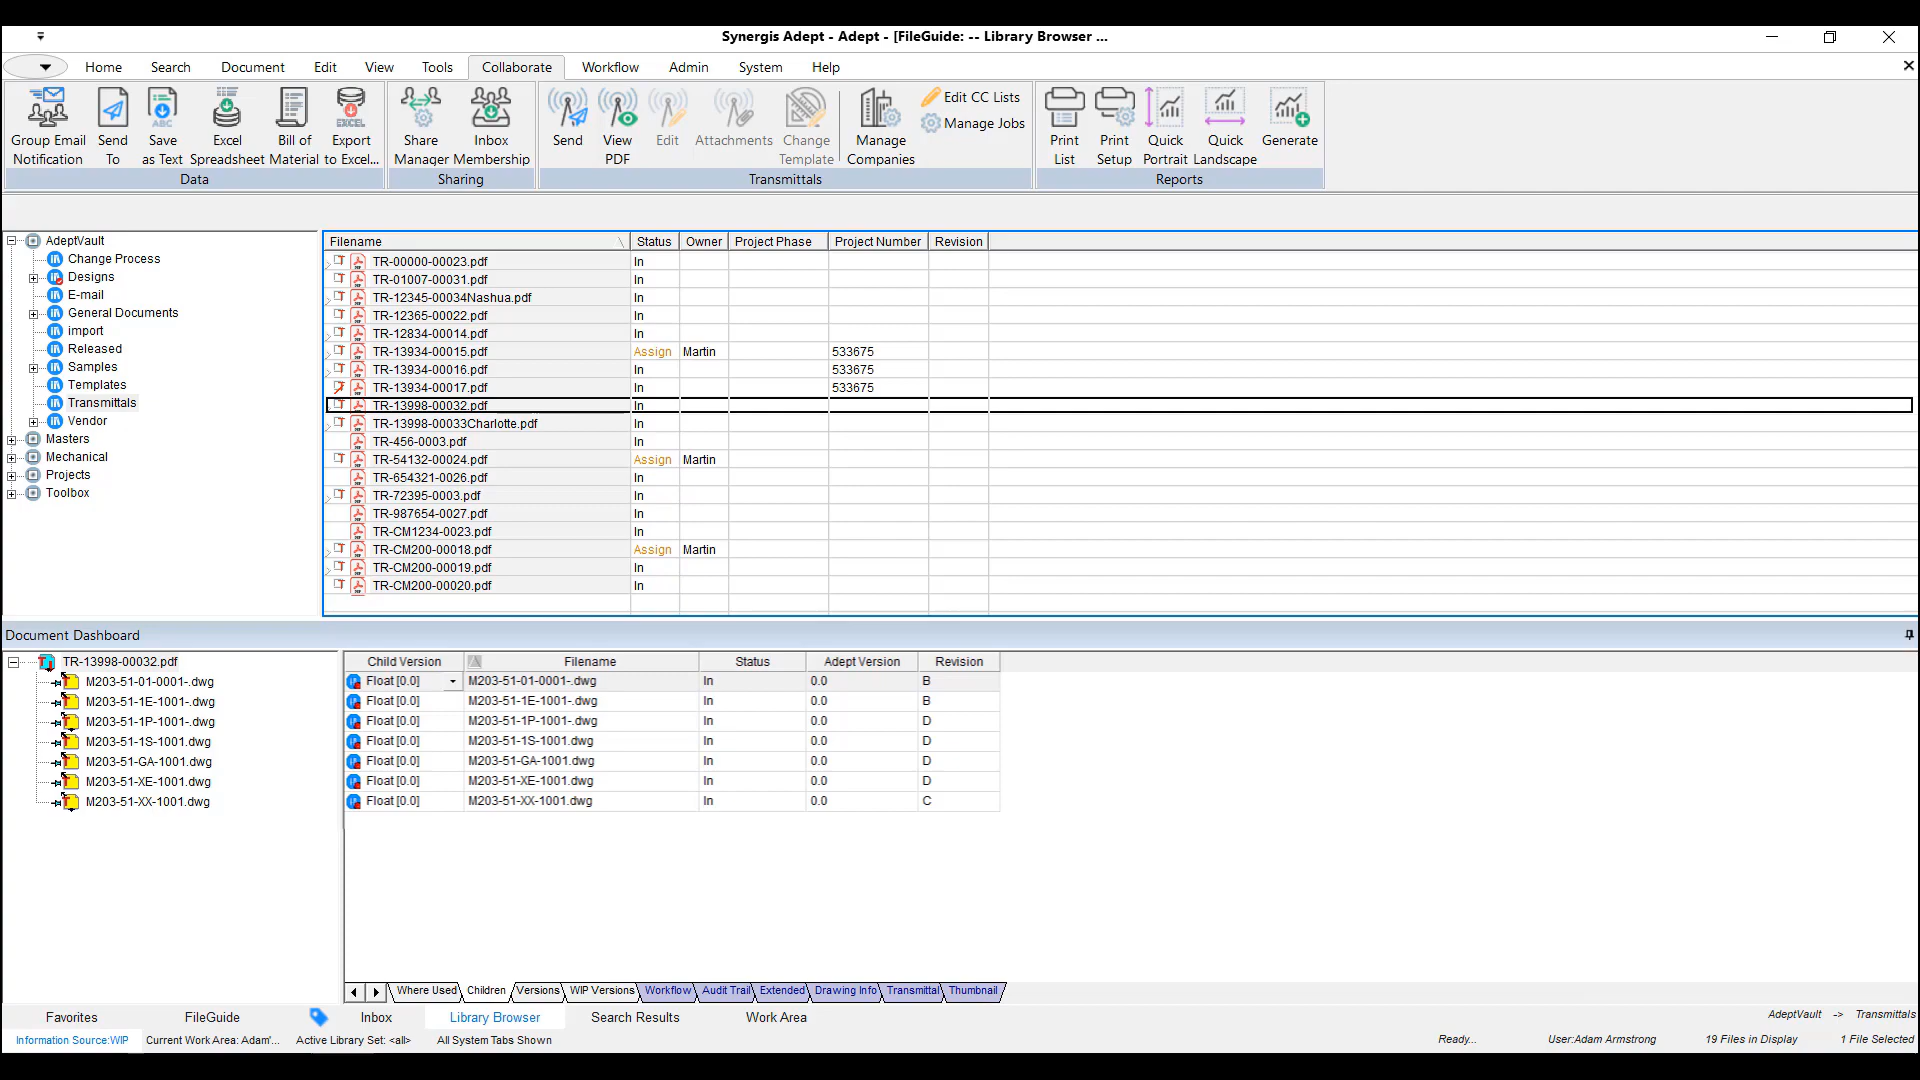 Synergis Adept - Adept - [FileGuide: -- Library Browser ...
Home Search Document Edit View Tools Collaborate Workflow Admin System Help
Group Email Notification
Send To
Save as Text
Excel Spreadsheet
Bill of Material
Export to Excel...
Share Manager
Inbox Membership
Send
View PDF
Edit
Attachments
Change Template
Manage Companies
Edit CC Lists
Manage Jobs
Print List
Print Setup
Quick Portrait
Quick Landscape
Generate
Data Sharing Transmittals Reports
AdeptVault
Change Process
Designs
E-mail
General Documents
import
Released
Samples
Templates
Transmittals
Vendor
Masters
Mechanical
Projects
Toolbox
Filename Status Owner Project Phase Project Number Revision
TR-00000-00023.pdf In
TR-01007-00031.pdf In
TR-12345-00034Nashua.pdf In
TR-12365-00022.pdf In
TR-12834-00014.pdf In
TR-13934-00015.pdf Assign Martin 533675
TR-13934-00016.pdf In 533675
TR-13934-00017.pdf In 533675
TR-13998-00032.pdf In
TR-13998-00033Charlotte.pdf In
TR-456-0003.pdf In
TR-54132-00024.pdf Assign Martin
TR-654321-0026.pdf In
TR-72395-0003.pdf In
TR-987654-0027.pdf In
TR-CM1234-0023.pdf In
TR-CM200-00018.pdf Assign Martin
TR-CM200-00019.pdf In
TR-CM200-00020.pdf In
Document Dashboard
TR-13998-00032.pdf
M203-51-01-0001-.dwg
M203-51-1E-1001-.dwg
M203-51-1P-1001-.dwg
M203-51-1S-1001.dwg
M203-51-GA-1001.dwg
M203-51-XE-1001.dwg
M203-51-XX-1001.dwg
Child Version Filename Status Adept Version Revision
Float [0.0] M203-51-01-0001-.dwg In 0.0 B
Float [0.0] M203-51-1E-1001-.dwg In 0.0 B
Float [0.0] M203-51-1P-1001-.dwg In 0.0 D
Float [0.0] M203-51-1S-1001.dwg In 0.0 D
Float [0.0] M203-51-GA-1001.dwg In 0.0 D
Float [0.0] M203-51-XE-1001.dwg In 0.0 D
Float [0.0] M203-51-XX-1001.dwg In 0.0 C
Where Used Children Versions WIP Versions Workflow Audit Trail Extended Drawing Info Transmittal Thumbnail
Favorites FileGuide Inbox Library Browser Search Results Work Area AdeptVault -> Transmittals
Information Source:WIP Current Work Area: Adam'... Active Library Set: <all> All System Tabs Shown Ready... User:Adam Armstrong 19 Files in Display 1 File Selected